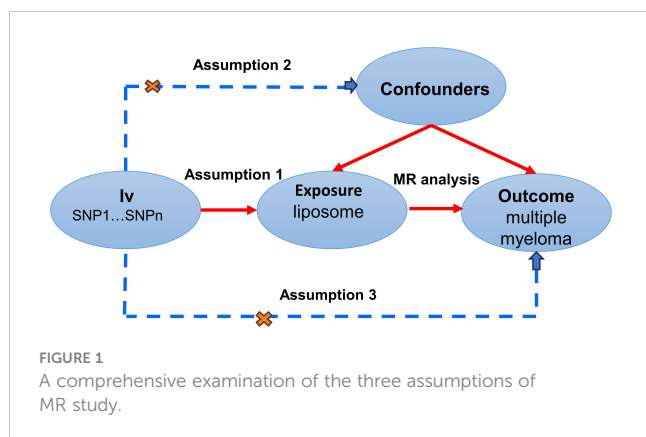 Assumption 2
Confounders
Assumption 1
MR analysis
Iv
SNP1...SNPn
Exposure
liposome
Outcome
multiple
myeloma
Assumption 3
FIGURE 1
A comprehensive examination of the three assumptions of
MR study.